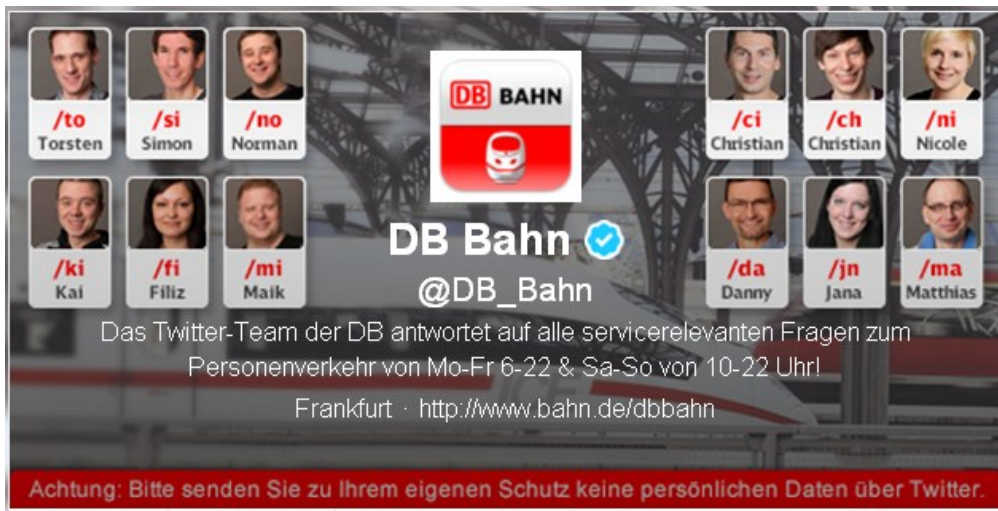 /to
Torsten
/si
Simon
/no
Norman
DB BAHN
/ci
Christian
/ch
Christian
/ni
Nicole
/ki
Kai
/fi
Filiz
/mi
Maik
/da
Danny
/jn
Jana
/ma
Matthias
DB Bahn
@DB_Bahn
Das Twitter-Team der DB antwortet auf alle servicerelevanten Fragen zum
Personenverkehr von Mo-Fr 6-22 & Sa-So von 10-22 Uhr!
Frankfurt · http://www.bahn.de/dbbahn
ICE
Achtung: Bitte senden Sie zu Ihrem eigenen Schutz keine persönlichen Daten über Twitter.